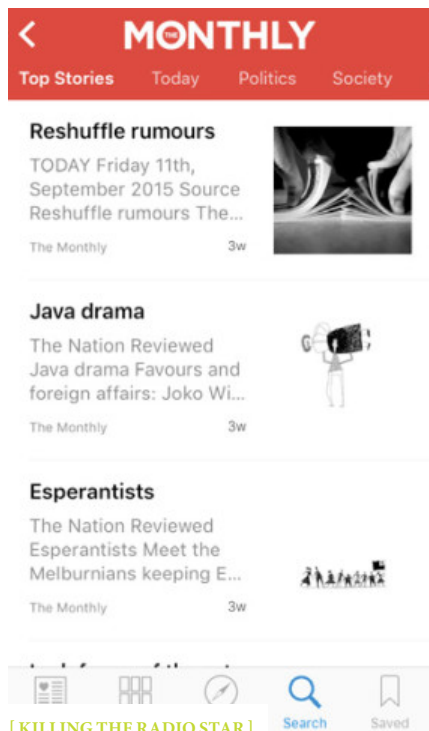 THE MONTHLY
Top Stories Today Politics Society
Reshuffle rumours
TODAY Friday 11th,
September 2015 Source
Reshuffle rumours The...
The Monthly 3w
Java drama
The Nation Reviewed
Java drama Favours and
foreign affairs: Joko Wi...
The Monthly 3w
Esperantists
The Nation Reviewed
Esperantists Meet the
Melburnians keeping E...
The Monthly 3w
[ KILLING THE RADIO STAR ]
Search Saved